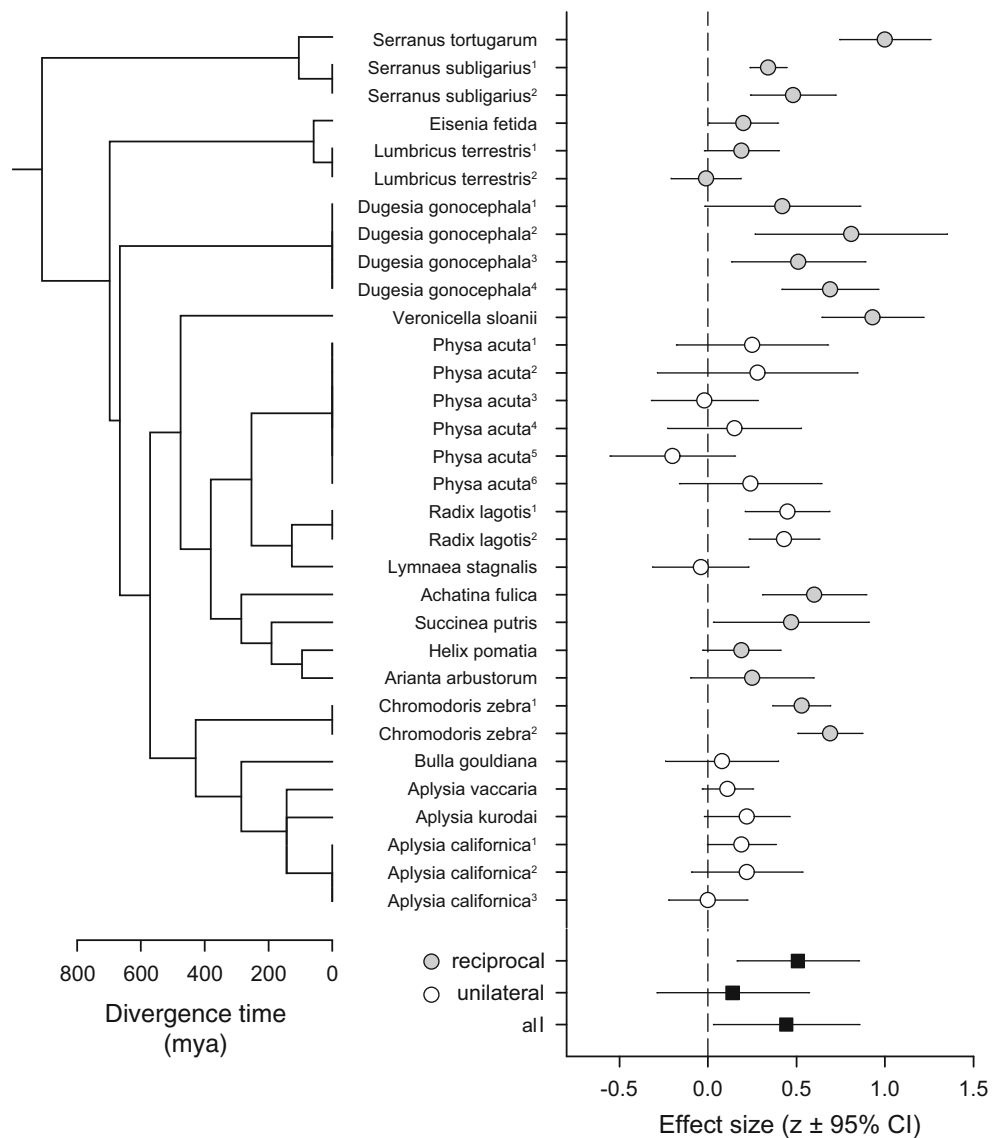 Serranus tortugarum
Serranus subligarius¹
Serranus subligarius²
Eisenia fetida
Lumbricus terrestris¹
Lumbricus terrestris²
Dugesia gonocephala¹
Dugesia gonocephala²
Dugesia gonocephala³
Dugesia gonocephala⁴
Veronicella sloanii
Physa acuta¹
Physa acuta²
Physa acuta³
Physa acuta⁴
Physa acuta⁵
Physa acuta⁶
Radix lagotis¹
Radix lagotis²
Lymnaea stagnalis
Achatina fulica
Succinea putris
Helix pomatia
Arianta arbustorum
Chromodoris zebra¹
Chromodoris zebra²
Bulla gouldiana
Aplysia vaccaria
Aplysia kurodai
Aplysia californica¹
Aplysia californica²
Aplysia californica³
reciprocal
unilateral
all
800 600 400 200 0
Divergence time
(mya)
-0.5 0.0 0.5 1.0 1.5
Effect size (z ± 95% CI)